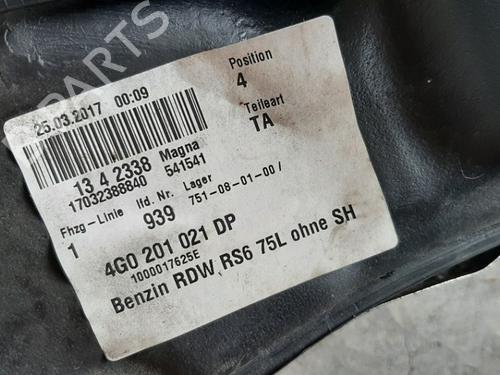 25.03.2017 00:09
Position
4
Teileart
TA
13 4 2338 Magna
17032388840 541541
Fhzg-Linie lfd. Nr. Lager
1 939 751-08-01-00/
4G0 201 021 DP
1000017625E
Benzin RDW RS6 75L ohne SH
PARTS